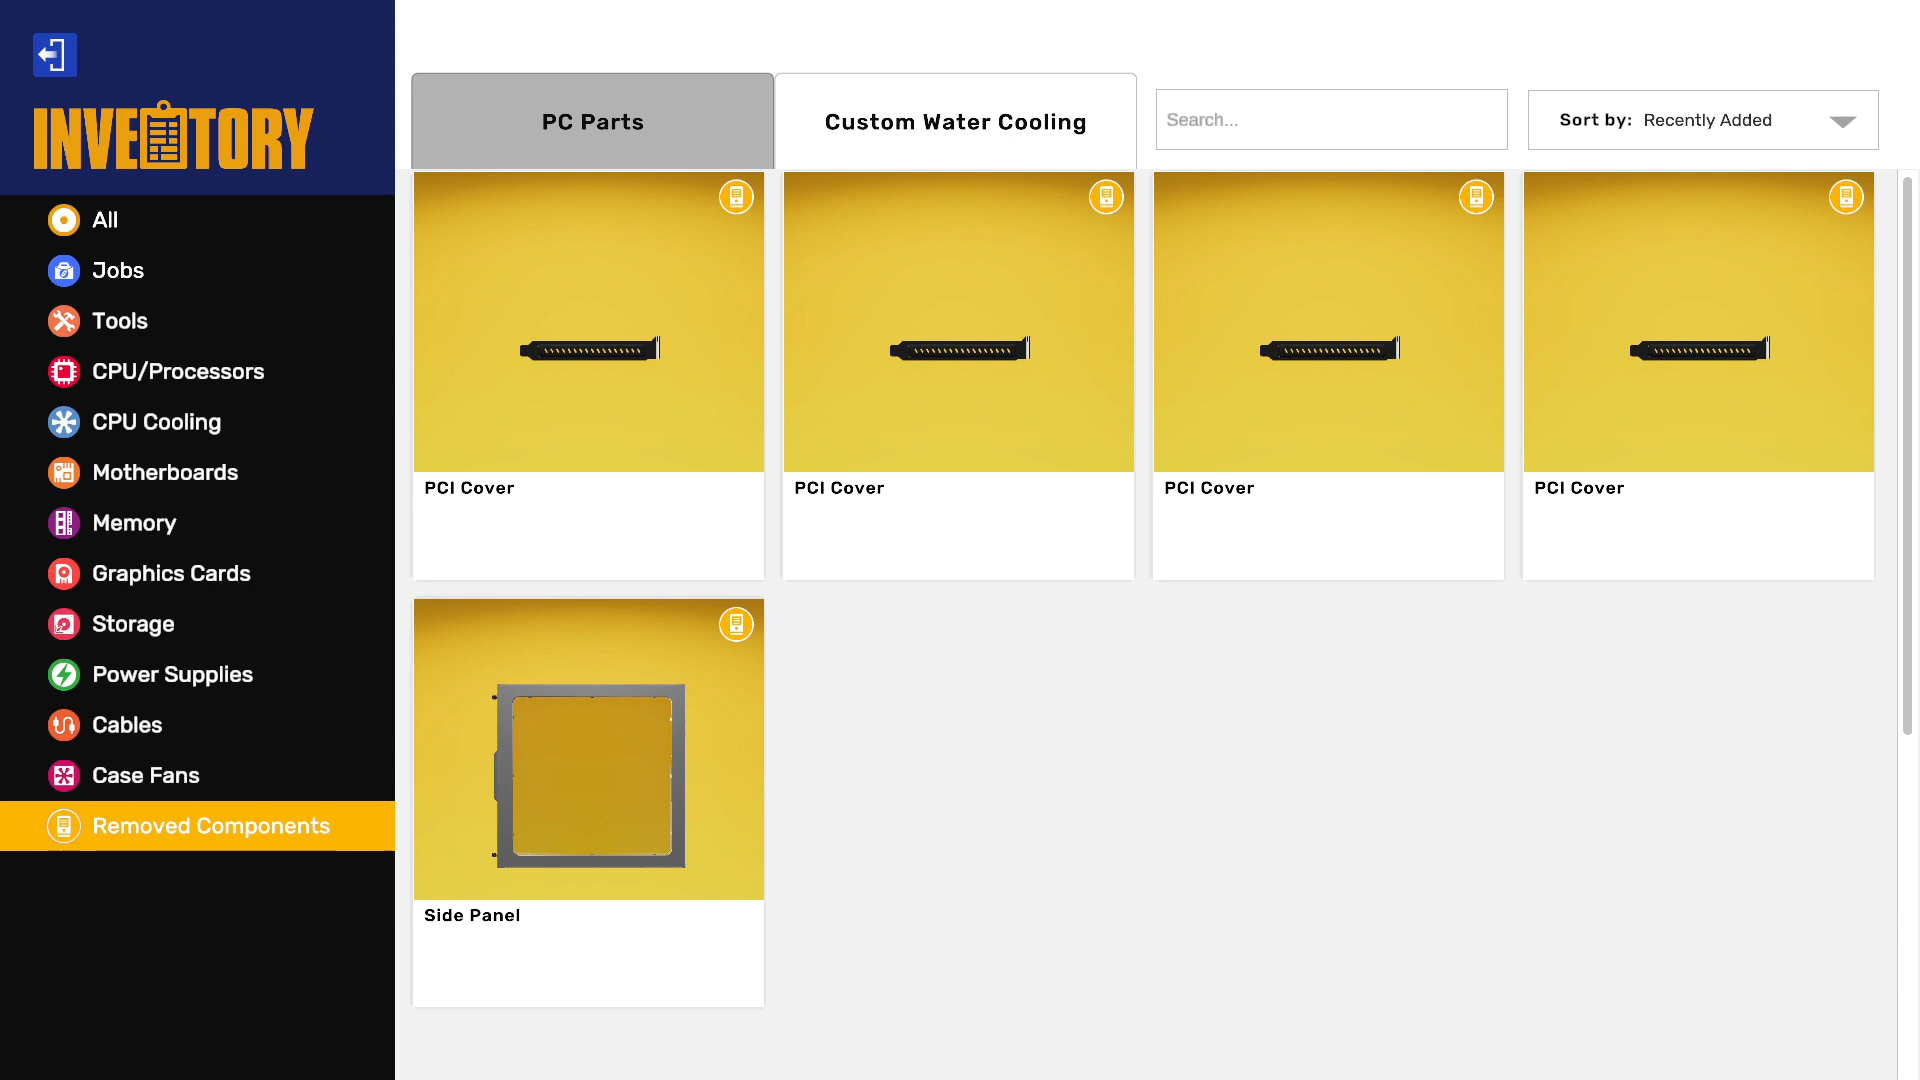 INVENTORY
PC Parts
Custom Water Cooling
Search...
Sort by: Recently Added
All
Jobs
Tools
CPU/Processors
CPU Cooling
Motherboards
Memory
Graphics Cards
Storage
Power Supplies
Cables
Case Fans
Removed Components
PCI Cover
PCI Cover
PCI Cover
PCI Cover
Side Panel